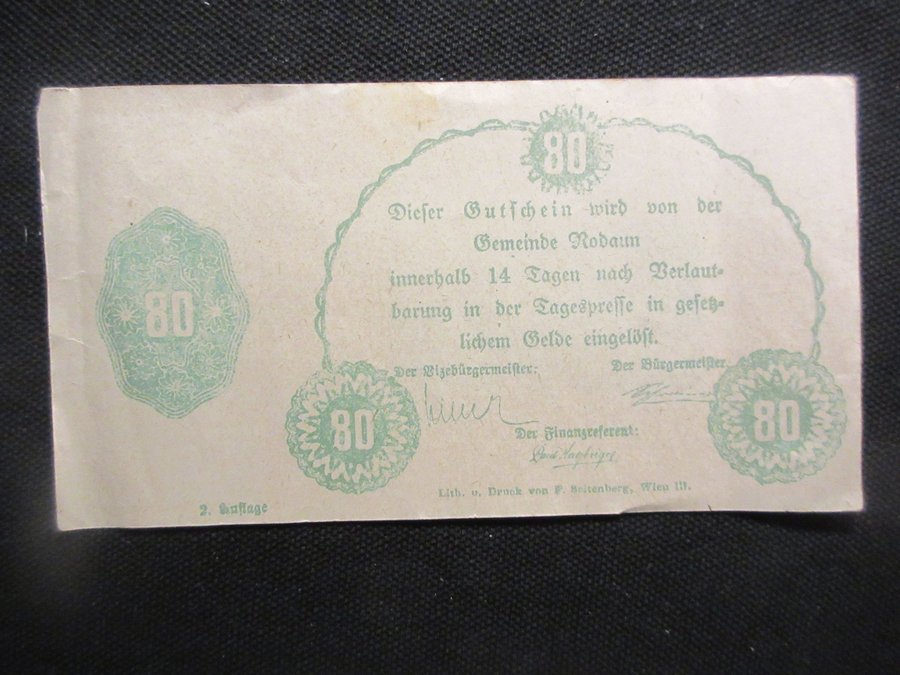 80
Dieser Gutschein wird von der
Gemeinde Rodaun
innerhalb 14 Tagen nach Verlaut-
barung in der Tagespresse in gesetz-
lichem Gelde eingelöst.
80
Der Vizebürgermeister:
Der Bürgermeister
Der Finanzreferent:
80
80
Lith. u. Druck von F. Seitenberg, Wien III.
2. Auflage